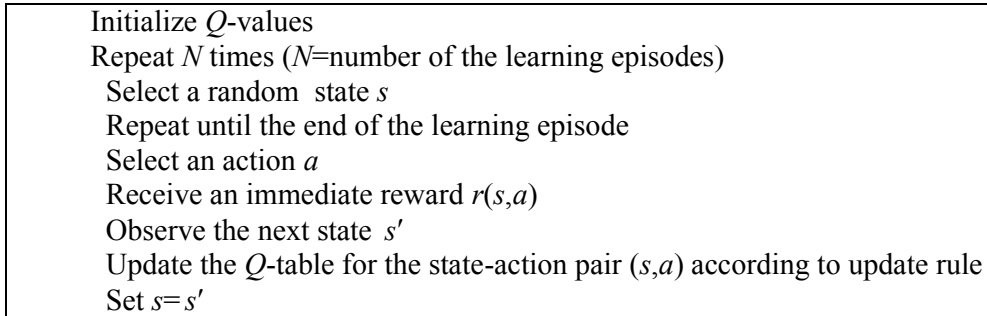 Initialize Q-values
Repeat N times (N=number of the learning episodes)
Select a random state s
Repeat until the end of the learning episode
Select an action a
Receive an immediate reward r(s,a)
Observe the next state s′
Update the Q-table for the state-action pair (s,a) according to update rule
Set s=s′